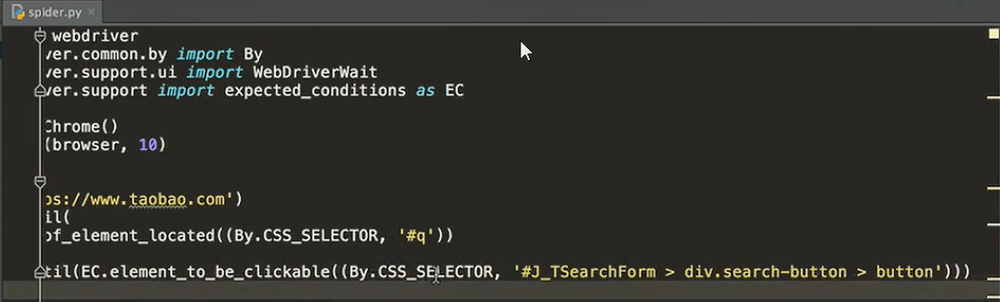 spider.py
webdriver
ver.common.by import By
ver.support.ui import WebDriverWait
ver.support import expected_conditions as EC
Chrome()
(browser, 10)
ps://www.taobao.com')
il(
of_element_located((By.CSS_SELECTOR, '#q'))
til(EC.element_to_be_clickable((By.CSS_SELECTOR, '#J_TSearchForm > div.search-button > button')))